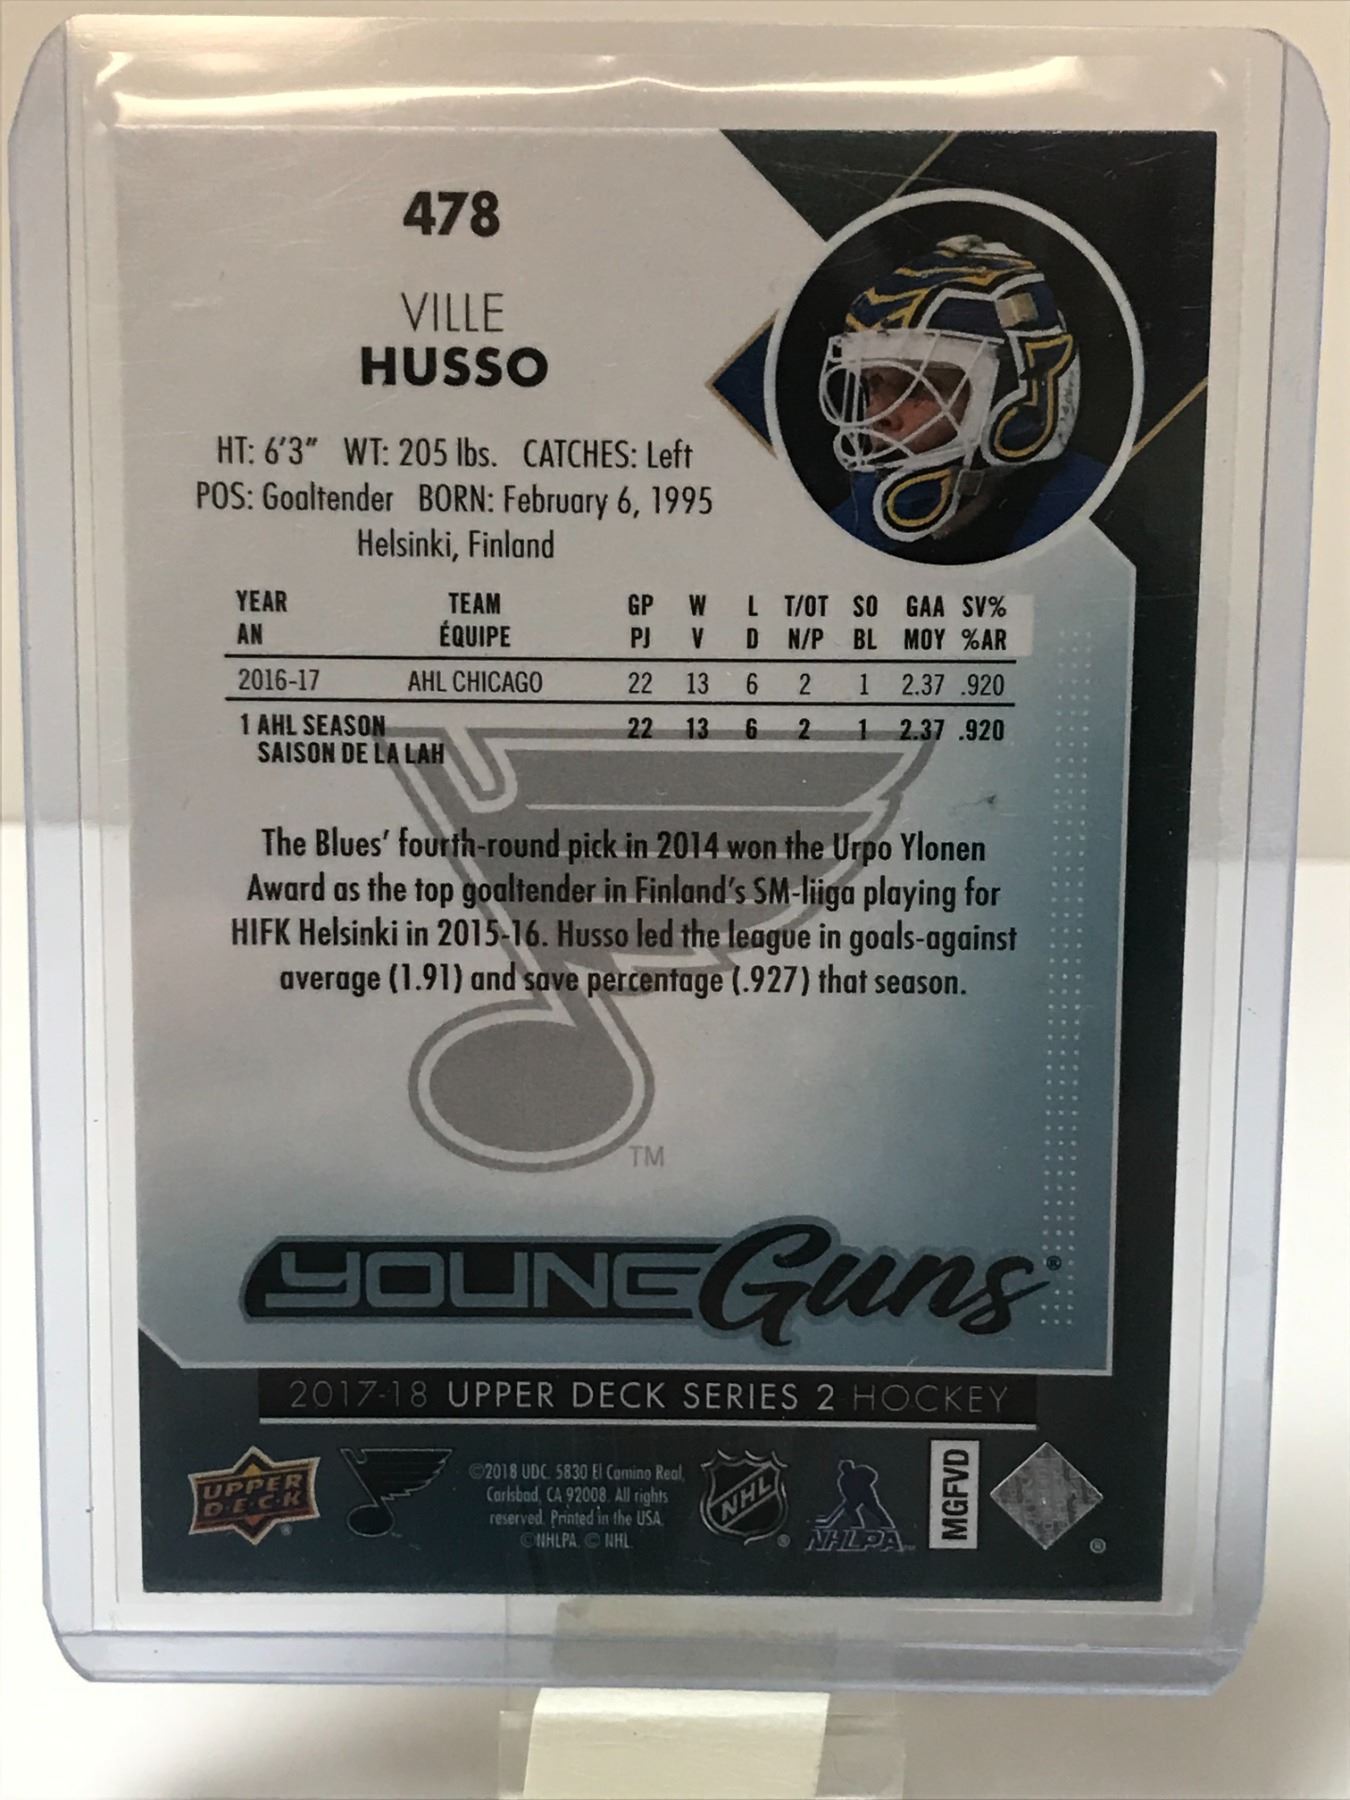 478
VILLE
HUSSO
HT: 6'3" WT: 205 lbs. CATCHES: Left
POS: Goaltender BORN: February 6, 1995
Helsinki, Finland
YEAR TEAM GP W L T/OT SO GAA SV%
AN ÉQUIPE PJ V D N/P BL MOY %AR
2016-17 AHL CHICAGO 22 13 6 2 1 2.37 .920
1 AHL SEASON 22 13 6 2 1 2.37 .920
SAISON DE LA LAH
The Blues' fourth-round pick in 2014 won the Urpo Ylonen
Award as the top goaltender in Finland's SM-liiga playing for
HIFK Helsinki in 2015-16. Husso led the league in goals-against
average (1.91) and save percentage (.927) that season.
TM
YOUNG Guns®
2017-18 UPPER DECK SERIES 2 HOCKEY
UPPER
DECK
®
©2018 UDC. 5830 El Camino Real,
Carlsbad, CA 92008. All rights
reserved. Printed in the USA.
©NHLPA. © NHL.
NHL
®
NHLPA
MGFVD
®